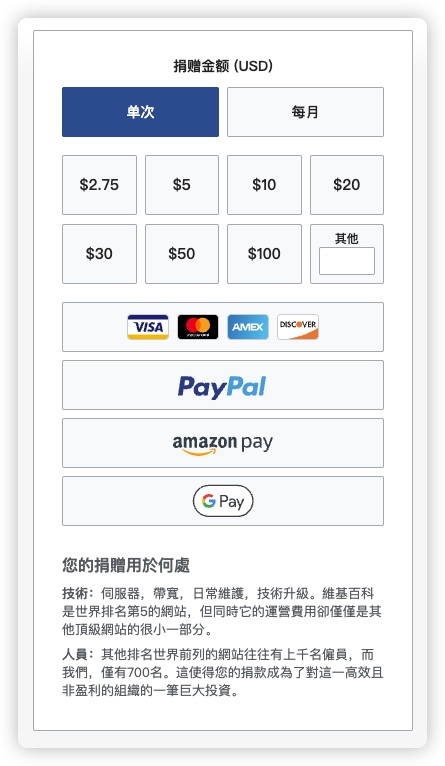 捐赠金额 (USD)
单次
每月
$2.75
$5
$10
$20
$30
$50
$100
其他
VISA
mastercard
AMEX
DISCOVER
PayPal
amazon pay
G Pay
您的捐贈用於何處
技術：伺服器，帶寬，日常維護，技術升級。維基百科
是世界排名第5的網站，但同時它的運營費用卻僅僅是其
他頂級網站的很小一部分。
人員：其他排名世界前列的網站往往有上千名僱員，而
我們，僅有700名。這使得您的捐款成為了對這一高效且
非盈利的組織的一筆巨大投資。